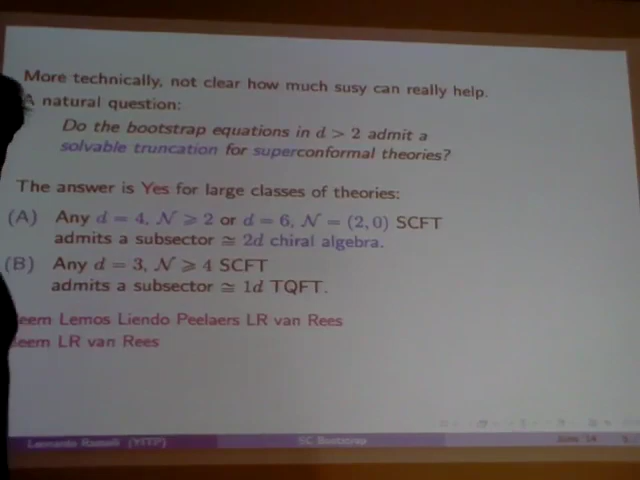 More technically, not clear how much susy can really help.
A natural question:
Do the bootstrap equations in d > 2 admit a
solvable truncation for superconformal theories?
The answer is Yes for large classes of theories:
(A) Any d = 4, 𝒩 ⩾ 2 or d = 6, 𝒩 = (2, 0) SCFT
admits a subsector ≅ 2d chiral algebra.
(B) Any d = 3, 𝒩 ⩾ 4 SCFT
admits a subsector ≅ 1d TQFT.
eem Lemos Liendo Peelaers LR van Rees
eem LR van Rees
Leonardo Rastelli (YITP) SC Bootstrap June '14